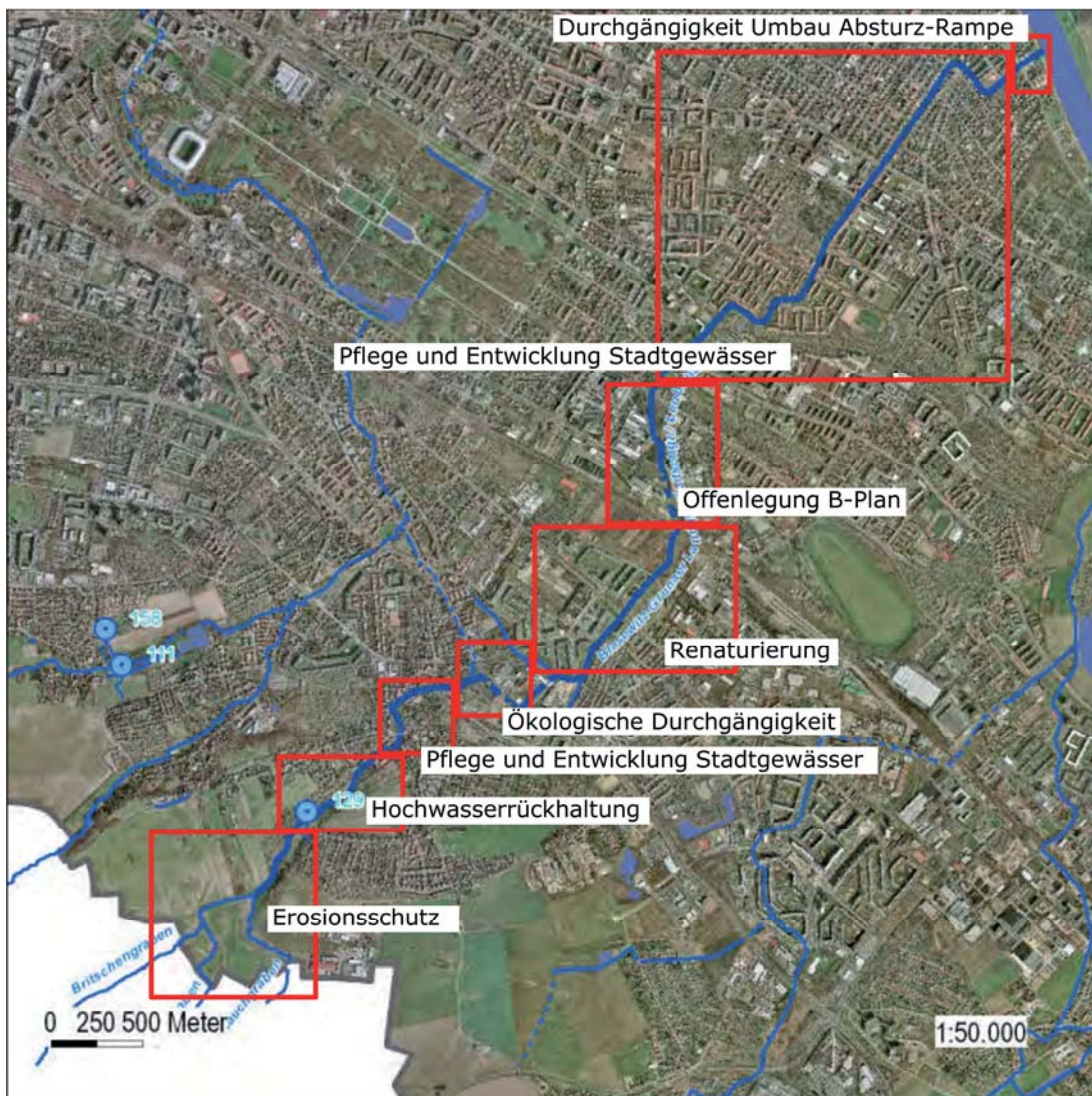 Durchgängigkeit Umbau Absturz-Rampe
Pflege und Entwicklung Stadtgewässer
Offenlegung B-Plan
Renaturierung
158
111
Ökologische Durchgängigkeit
Pflege und Entwicklung Stadtgewässer
129
Hochwasserrückhaltung
Erosionsschutz
Britschengraben
0 250 500 Meter
1:50.000